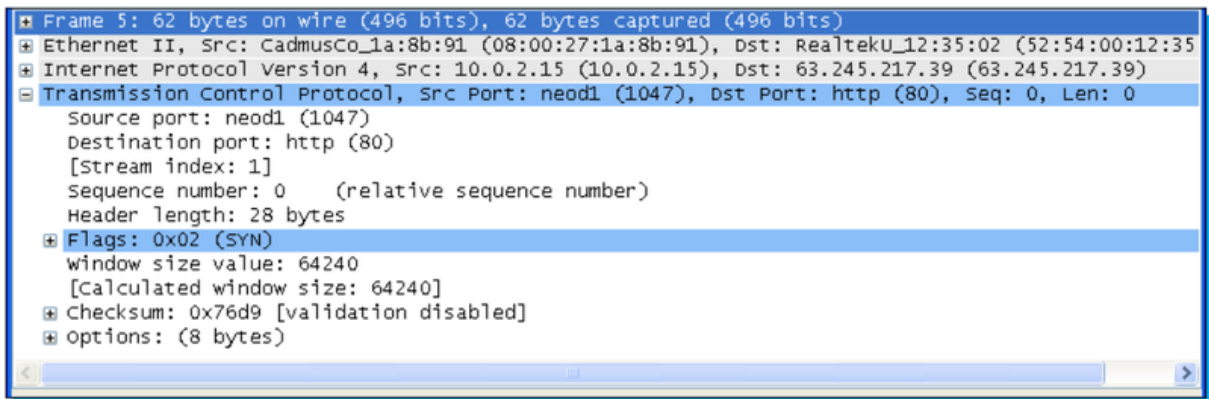 Frame 5: 62 bytes on wire (496 bits), 62 bytes captured (496 bits)
Ethernet II, Src: CadmusCo_1a:8b:91 (08:00:27:1a:8b:91), Dst: RealtekU_12:35:02 (52:54:00:12:35
Internet Protocol Version 4, Src: 10.0.2.15 (10.0.2.15), Dst: 63.245.217.39 (63.245.217.39)
Transmission Control Protocol, Src Port: neod1 (1047), Dst Port: http (80), Seq: 0, Len: 0
Source port: neod1 (1047)
Destination port: http (80)
[Stream index: 1]
Sequence number: 0 (relative sequence number)
Header length: 28 bytes
Flags: 0x02 (SYN)
Window size value: 64240
[Calculated window size: 64240]
Checksum: 0x76d9 [validation disabled]
Options: (8 bytes)